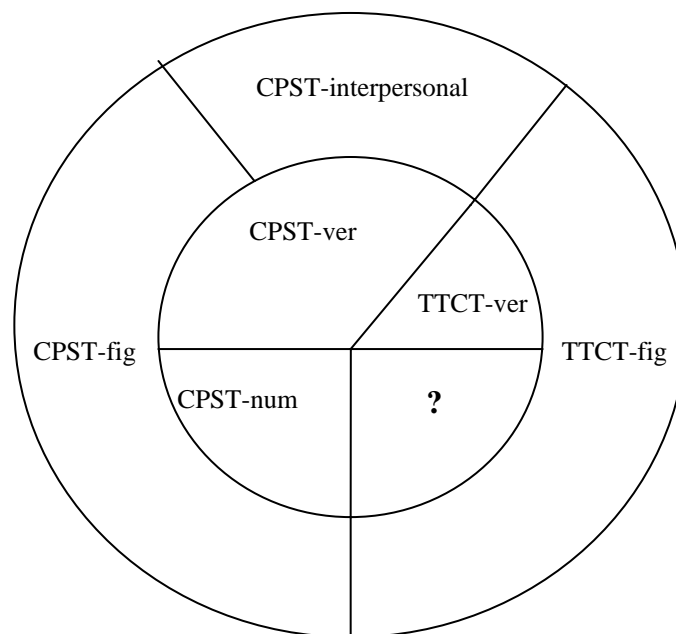 CPST-interpersonal
CPST-ver
TTCT-ver
CPST-fig
TTCT-fig
CPST-num
?